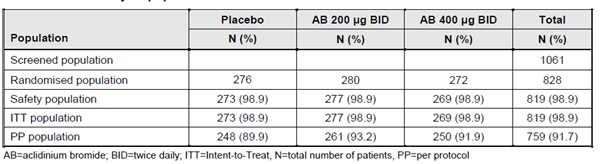 Population Placebo AB 200 µg BID AB 400 µg BID Total
N (%) N (%) N (%) N (%)
Screened population 1061
Randomised population 276 280 272 828
Safety population 273 (98.9) 277 (98.9) 269 (98.9) 819 (98.9)
ITT population 273 (98.9) 277 (98.9) 269 (98.9) 819 (98.9)
PP population 248 (89.9) 261 (93.2) 250 (91.9) 759 (91.7)
AB=aclidinium bromide; BID=twice daily; ITT=Intent-to-Treat, N=total number of patients, PP=per protocol